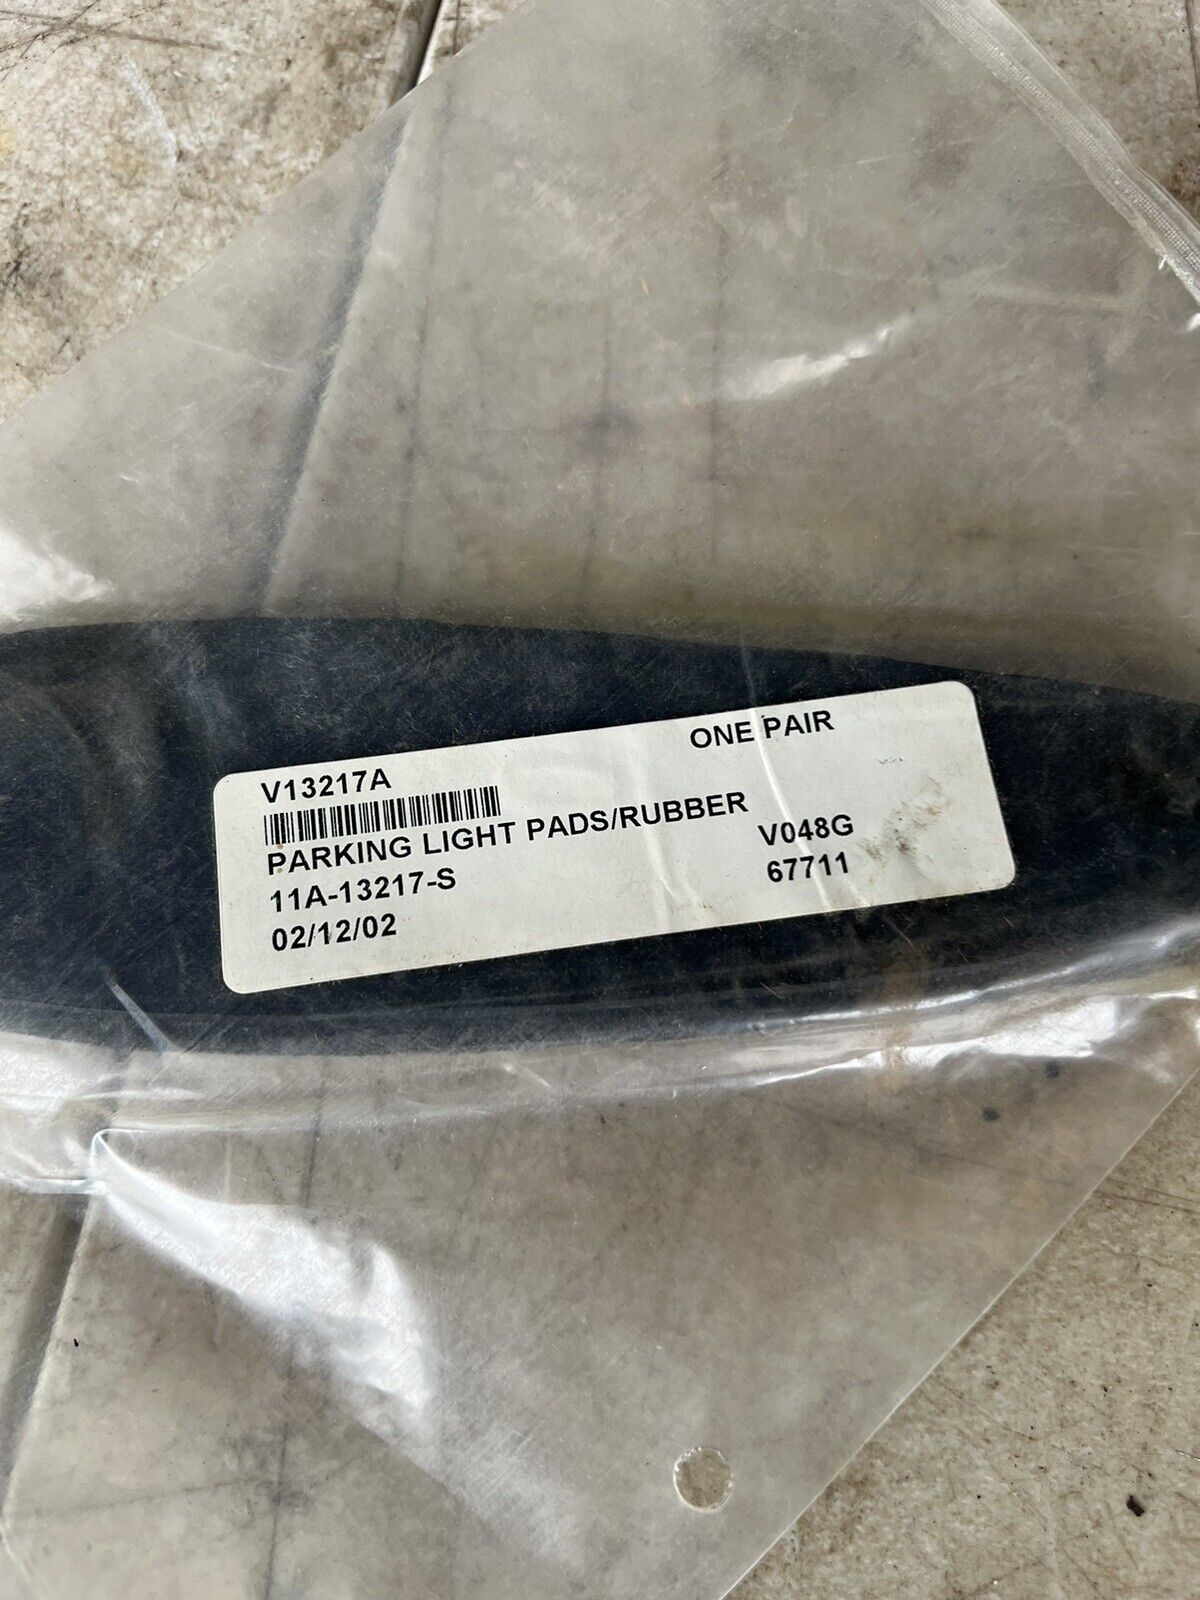 ONE PAIR
V13217A
PARKING LIGHT PADS/RUBBER
11A-13217-S V048G
02/12/02 67711